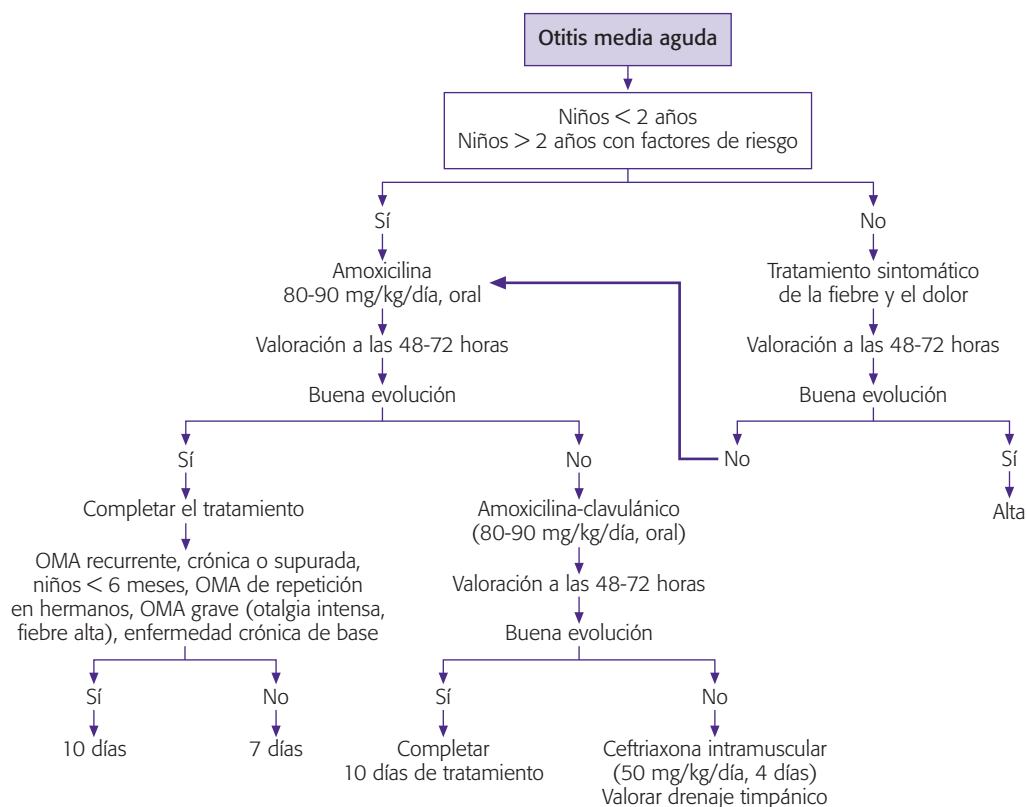 Otitis media aguda
Niños < 2 años
Niños > 2 años con factores de riesgo
Sí
No
Amoxicilina
80-90 mg/kg/día, oral
Tratamiento sintomático
de la fiebre y el dolor
Valoración a las 48-72 horas
Valoración a las 48-72 horas
Buena evolución
Buena evolución
Sí
No
No
Sí
Completar el tratamiento
Amoxicilina-clavulánico
(80-90 mg/kg/día, oral)
Alta
OMA recurrente, crónica o supurada,
niños < 6 meses, OMA de repetición
en hermanos, OMA grave (otalgia intensa,
fiebre alta), enfermedad crónica de base
Valoración a las 48-72 horas
Buena evolución
Sí
No
Sí
No
10 días
7 días
Completar
10 días de tratamiento
Ceftriaxona intramuscular
(50 mg/kg/día, 4 días)
Valorar drenaje timpánico